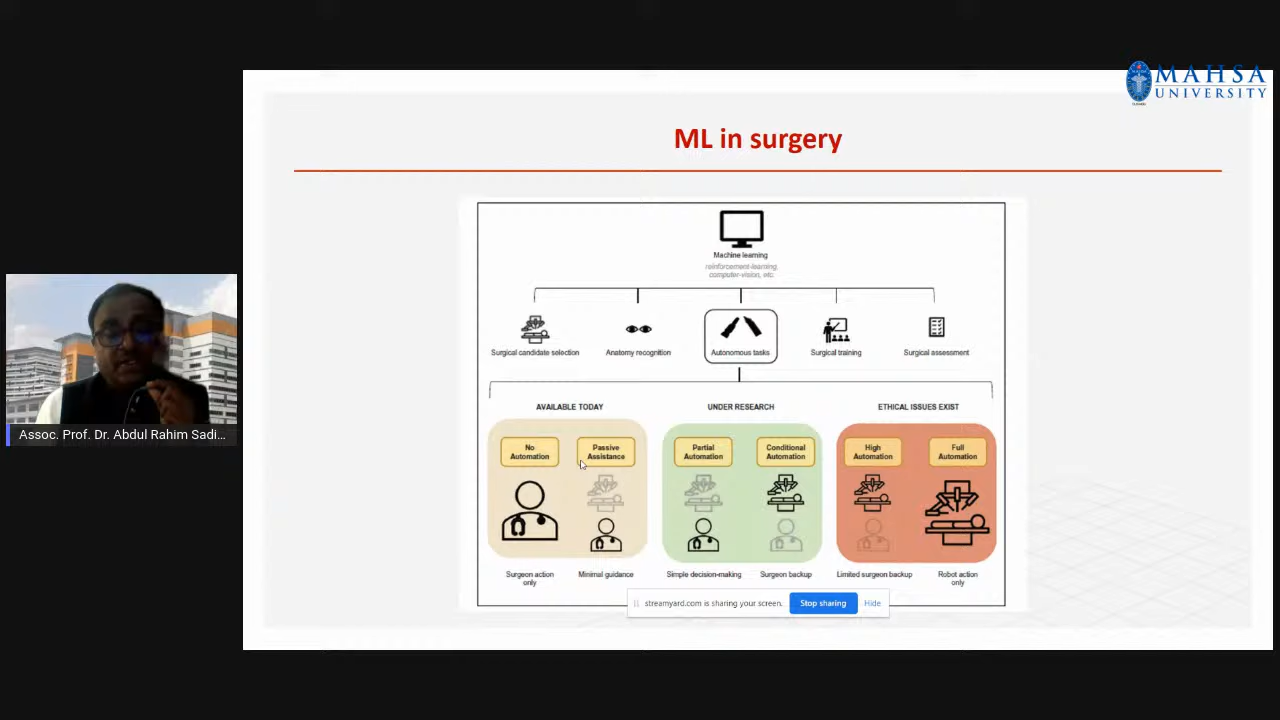 MAHSA
UNIVERSITY
ML in surgery
Machine learning
reinforcement-learning,
computer-vision, etc.
Surgical candidate selection
Anatomy recognition
Autonomous tasks
Surgical training
Surgical assessment
AVAILABLE TODAY
UNDER RESEARCH
ETHICAL ISSUES EXIST
No
Automation
Passive
Assistance
Partial
Automation
Conditional
Automation
High
Automation
Full
Automation
Surgeon action
only
Minimal guidance
Simple decision-making
Surgeon backup
Limited surgeon backup
Robot action
only
streamyard.com is sharing your screen.
Stop sharing
Hide
Assoc. Prof. Dr. Abdul Rahim Sadi...